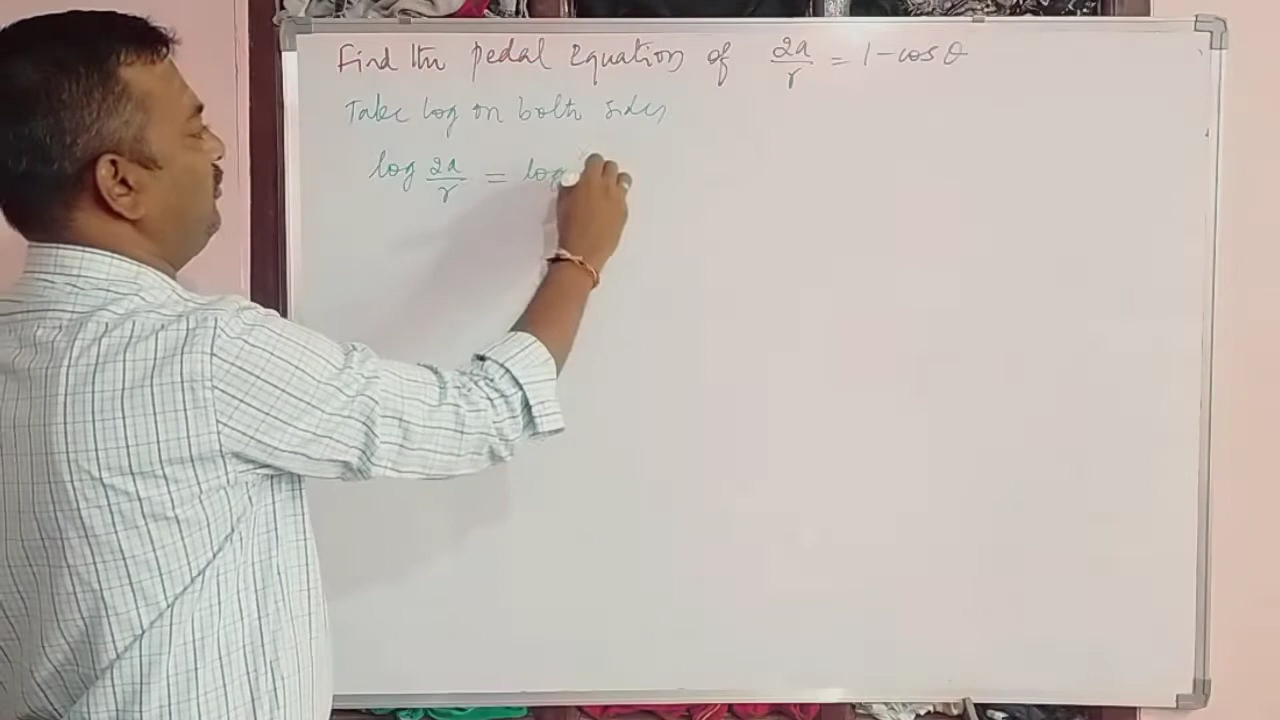 Find the pedal Equation of 2a/r = 1-cos θ
Take log on both sides
log 2a/r = log